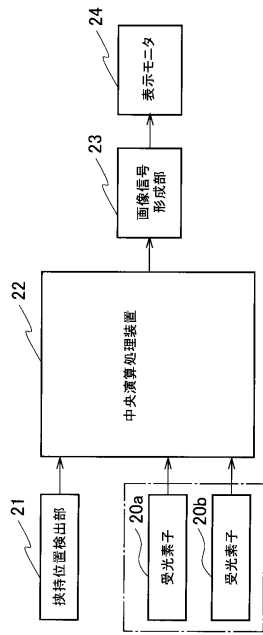 21
挟持位置検出部
20a
受光素子
20b
受光素子
22
中央演算処理装置
23
画像信号
形成部
24
表示モニタ